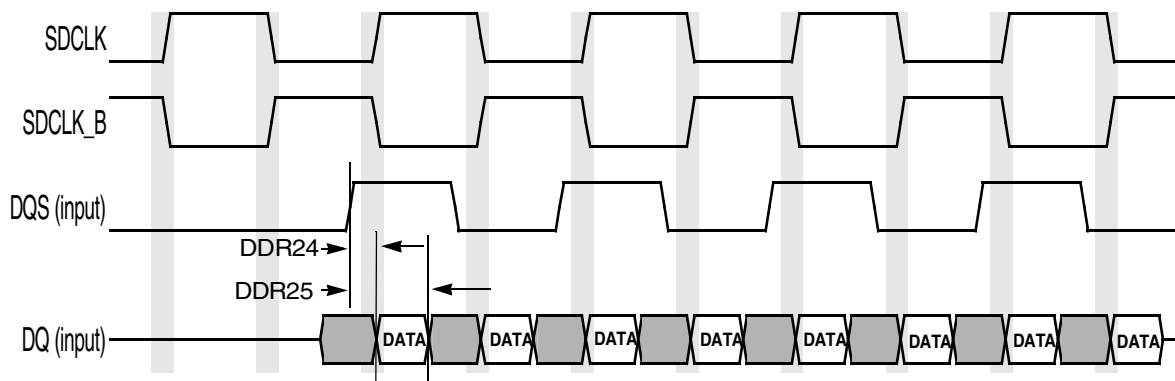 SDCLK
SDCLK_B
DQS (input)
DDR24
DDR25
DQ (input) DATA DATA DATA DATA DATA DATA DATA DATA